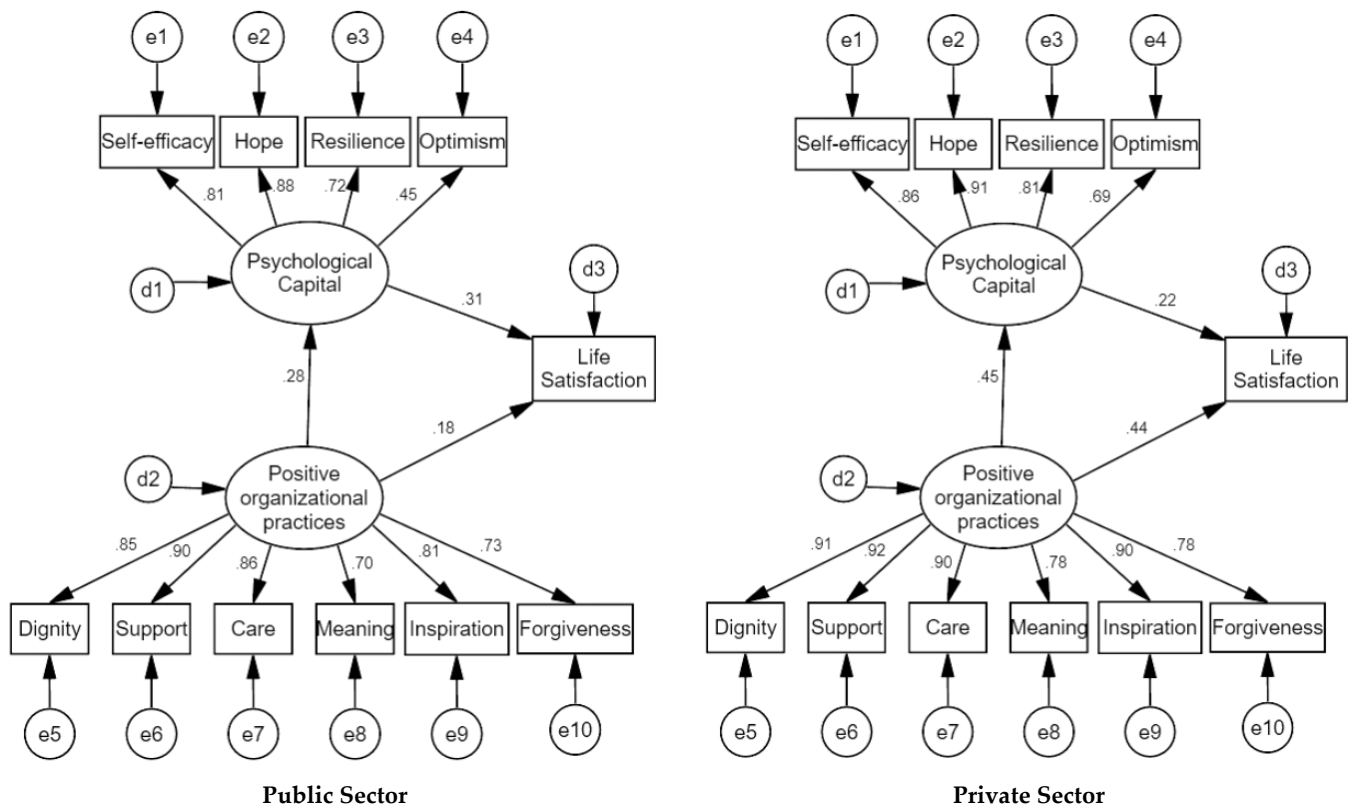 e1 e2 e3 e4
Self-efficacy Hope Resilience Optimism
.81 .88 .72 .45
Psychological
Capital
d1
d3
.31
Life
Satisfaction
.28
.18
d2
Positive
organizational
practices
.85 .90 .86 .70 .81 .73
Dignity Support Care Meaning Inspiration Forgiveness
e5 e6 e7 e8 e9 e10
Public Sector
e1 e2 e3 e4
Self-efficacy Hope Resilience Optimism
.86 .91 .81 .69
Psychological
Capital
d1
d3
.22
Life
Satisfaction
.45
.44
d2
Positive
organizational
practices
.91 .92 .90 .78 .90 .78
Dignity Support Care Meaning Inspiration Forgiveness
e5 e6 e7 e8 e9 e10
Private Sector